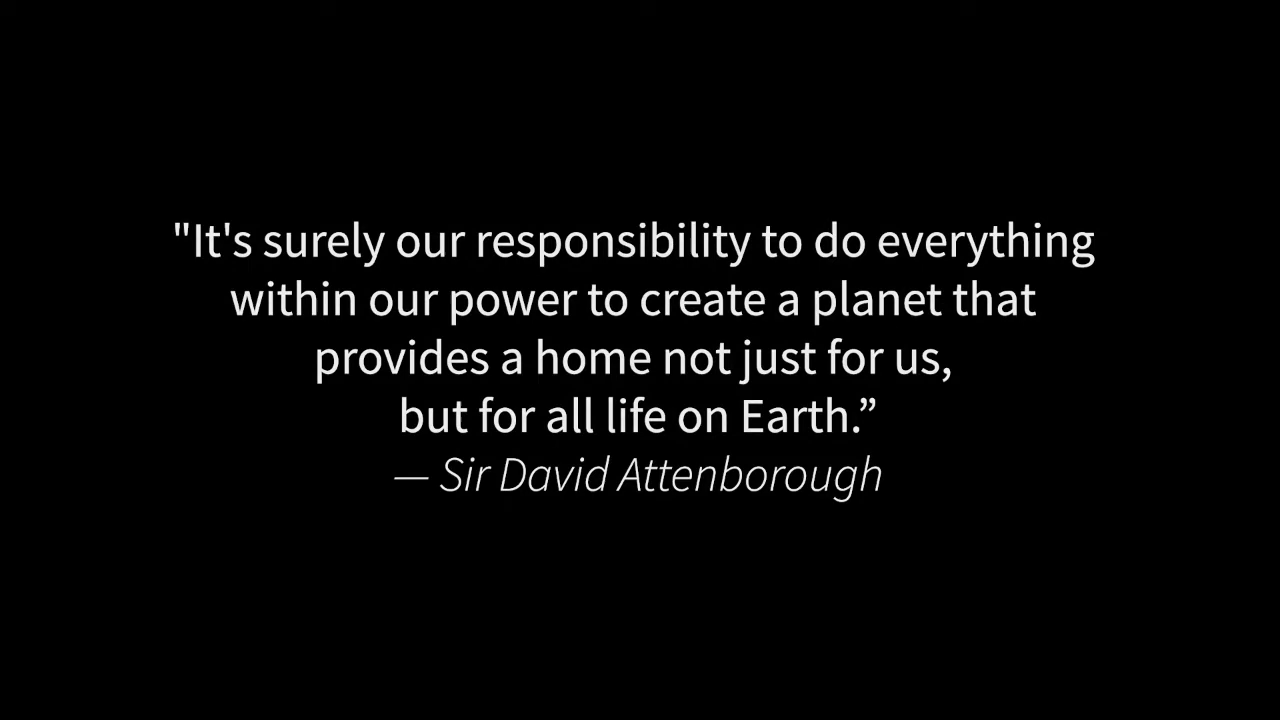 "It's surely our responsibility to do everything
within our power to create a planet that
provides a home not just for us,
but for all life on Earth.”
— Sir David Attenborough